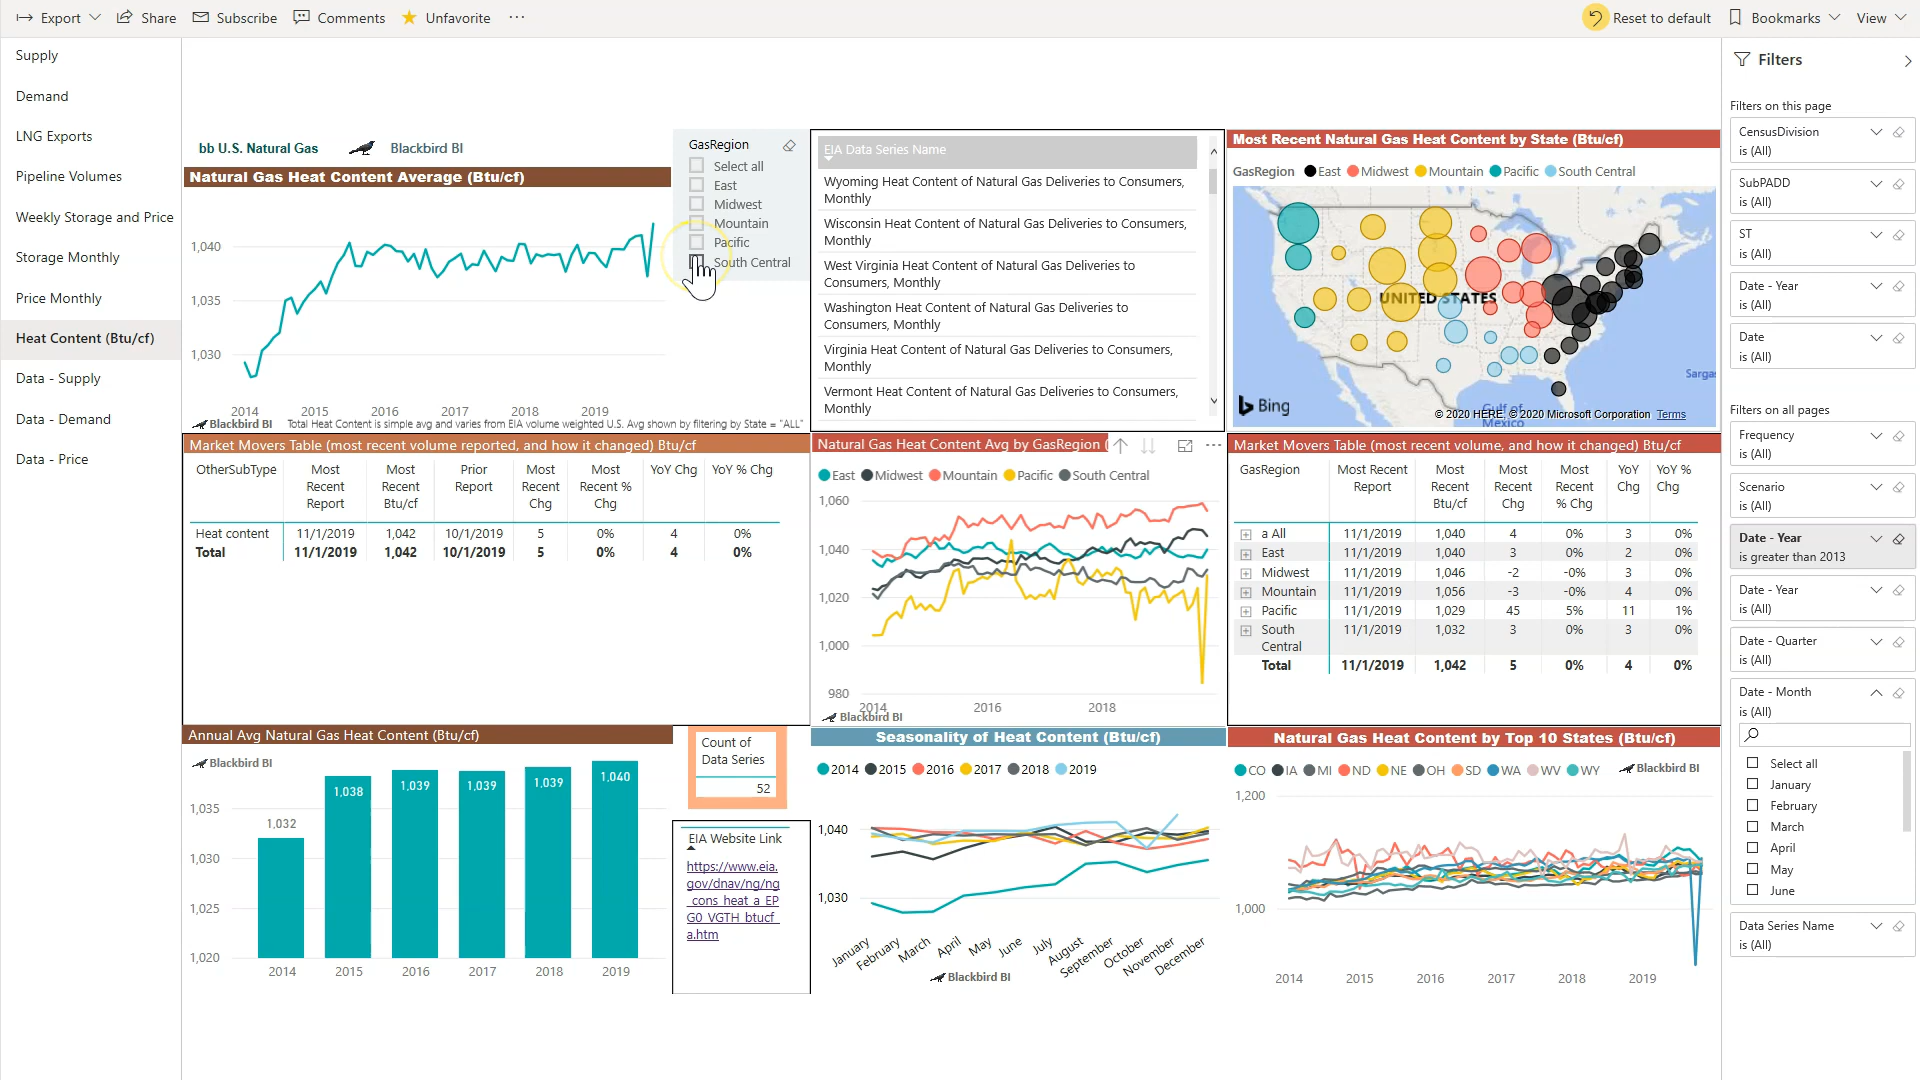 Export
Share
Subscribe
Comments
Unfavorite
Reset to default
Bookmarks
View
Supply
Demand
LNG Exports
Pipeline Volumes
Weekly Storage and Price
Storage Monthly
Price Monthly
Heat Content (Btu/cf)
Data - Supply
Data - Demand
Data - Price
bb U.S. Natural Gas
Blackbird BI
Natural Gas Heat Content Average (Btu/cf)
1,040
1,035
1,030
2014 2015 2016 2017 2018 2019
Blackbird BI
Total Heat Content is simple avg and varies from EIA volume weighted U.S. Avg shown by filtering by State = "ALL"
GasRegion
Select all
East
Midwest
Mountain
Pacific
South Central
EIA Data Series Name
Wyoming Heat Content of Natural Gas Deliveries to Consumers,
Monthly
Wisconsin Heat Content of Natural Gas Deliveries to Consumers,
Monthly
West Virginia Heat Content of Natural Gas Deliveries to
Consumers, Monthly
Washington Heat Content of Natural Gas Deliveries to
Consumers, Monthly
Virginia Heat Content of Natural Gas Deliveries to Consumers,
Monthly
Vermont Heat Content of Natural Gas Deliveries to Consumers,
Monthly
Most Recent Natural Gas Heat Content by State (Btu/cf)
GasRegion East Midwest Mountain Pacific South Central
UNITED STATES
Sargas
Gulf of
Mexico
Bing
© 2020 HERE, © 2020 Microsoft Corporation Terms
Market Movers Table (most recent volume reported, and how it changed) Btu/cf
OtherSubType Most Recent Report Most Recent Btu/cf Prior Report Most Recent Chg Most Recent % Chg YoY Chg YoY % Chg
Heat content 11/1/2019 1,042 10/1/2019 5 0% 4 0%
Total 11/1/2019 1,042 10/1/2019 5 0% 4 0%
Natural Gas Heat Content Avg by GasRegion (
East Midwest Mountain Pacific South Central
1,060
1,040
1,020
1,000
980
2014 2016 2018
Blackbird BI
Market Movers Table (most recent volume, and how it changed) Btu/cf
GasRegion Most Recent Report Most Recent Btu/cf Most Recent Chg Most Recent % Chg YoY Chg YoY % Chg
a All 11/1/2019 1,040 4 0% 3 0%
East 11/1/2019 1,040 3 0% 2 0%
Midwest 11/1/2019 1,046 -2 -0% 3 0%
Mountain 11/1/2019 1,056 -3 -0% 4 0%
Pacific 11/1/2019 1,029 45 5% 11 1%
South Central 11/1/2019 1,032 3 0% 3 0%
Total 11/1/2019 1,042 5 0% 4 0%
Annual Avg Natural Gas Heat Content (Btu/cf)
Blackbird BI
1,035
1,030
1,025
1,020
1,032 1,038 1,039 1,039 1,039 1,040
2014 2015 2016 2017 2018 2019
Count of
Data Series
52
EIA Website Link
https://www.eia.
gov/dnav/ng/ng
_cons_heat_a_EP
G0_VGTH_btucf_
a.htm
Seasonality of Heat Content (Btu/cf)
2014 2015 2016 2017 2018 2019
1,040
1,030
January February March April May June July August September October November December
Blackbird BI
Natural Gas Heat Content by Top 10 States (Btu/cf)
CO IA MI ND NE OH SD WA WV WY
Blackbird BI
1,200
1,000
2014 2015 2016 2017 2018 2019
Filters
Filters on this page
CensusDivision
is (All)
SubPADD
is (All)
ST
is (All)
Date - Year
is (All)
Date
is (All)
Filters on all pages
Frequency
is (All)
Scenario
is (All)
Date - Year
is greater than 2013
Date - Year
is (All)
Date - Quarter
is (All)
Date - Month
is (All)
Select all
January
February
March
April
May
June
Data Series Name
is (All)